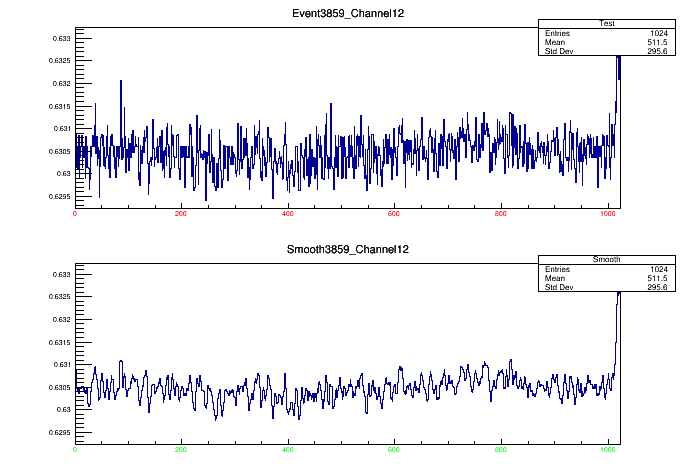 Event3859_Channel12
Test
Entries 1024
Mean 511.5
Std Dev 295.6
0.633
0.6325
0.632
0.6315
0.631
0.6305
0.63
0.6295
0 200 400 600 800 1000
Smooth3859_Channel12
Smooth
Entries 1024
Mean 511.5
Std Dev 295.6
0.633
0.6325
0.632
0.6315
0.631
0.6305
0.63
0.6295
0 200 400 600 800 1000